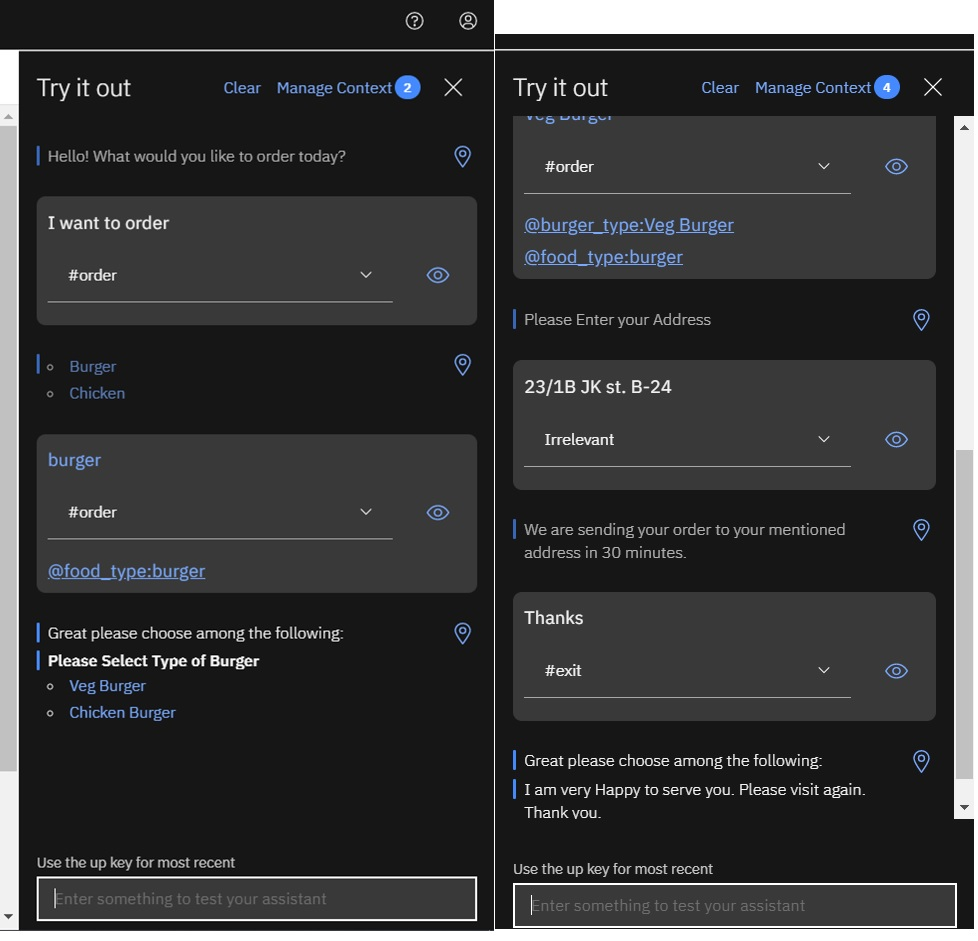 Try it out
Clear
Manage Context
2
Hello! What would you like to order today?
I want to order
#order
Burger
Chicken
burger
#order
@food_type:burger
Great please choose among the following:
Please Select Type of Burger
Veg Burger
Chicken Burger
Use the up key for most recent
Enter something to test your assistant
Try it out
Clear
Manage Context
4
Veg Burger
#order
@burger_type:Veg Burger
@food_type:burger
Please Enter your Address
23/1B JK st. B-24
Irrelevant
We are sending your order to your mentioned
address in 30 minutes.
Thanks
#exit
Great please choose among the following:
I am very Happy to serve you. Please visit again.
Thank you.
Use the up key for most recent
Enter something to test your assistant